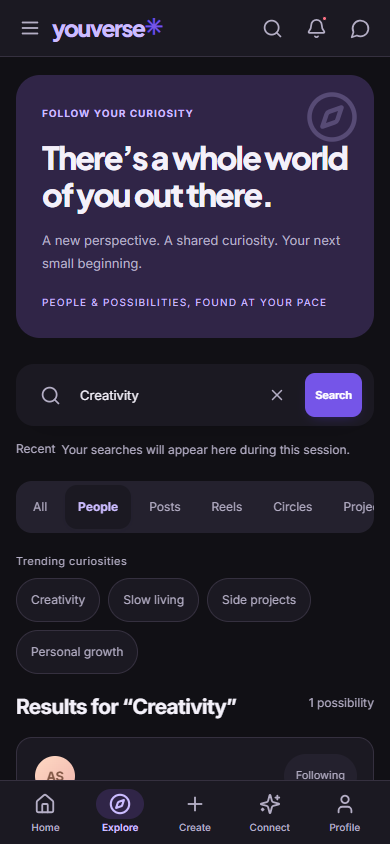 youverse
FOLLOW YOUR CURIOSITY
There’s a whole world
of you out there.
A new perspective. A shared curiosity. Your next
small beginning.
PEOPLE & POSSIBILITIES, FOUND AT YOUR PACE
Creativity
Search
Recent Your searches will appear here during this session.
All People Posts Reels Circles Projec
Trending curiosities
Creativity Slow living Side projects
Personal growth
Results for “Creativity” 1 possibility
AS Following
Home Explore Create Connect Profile